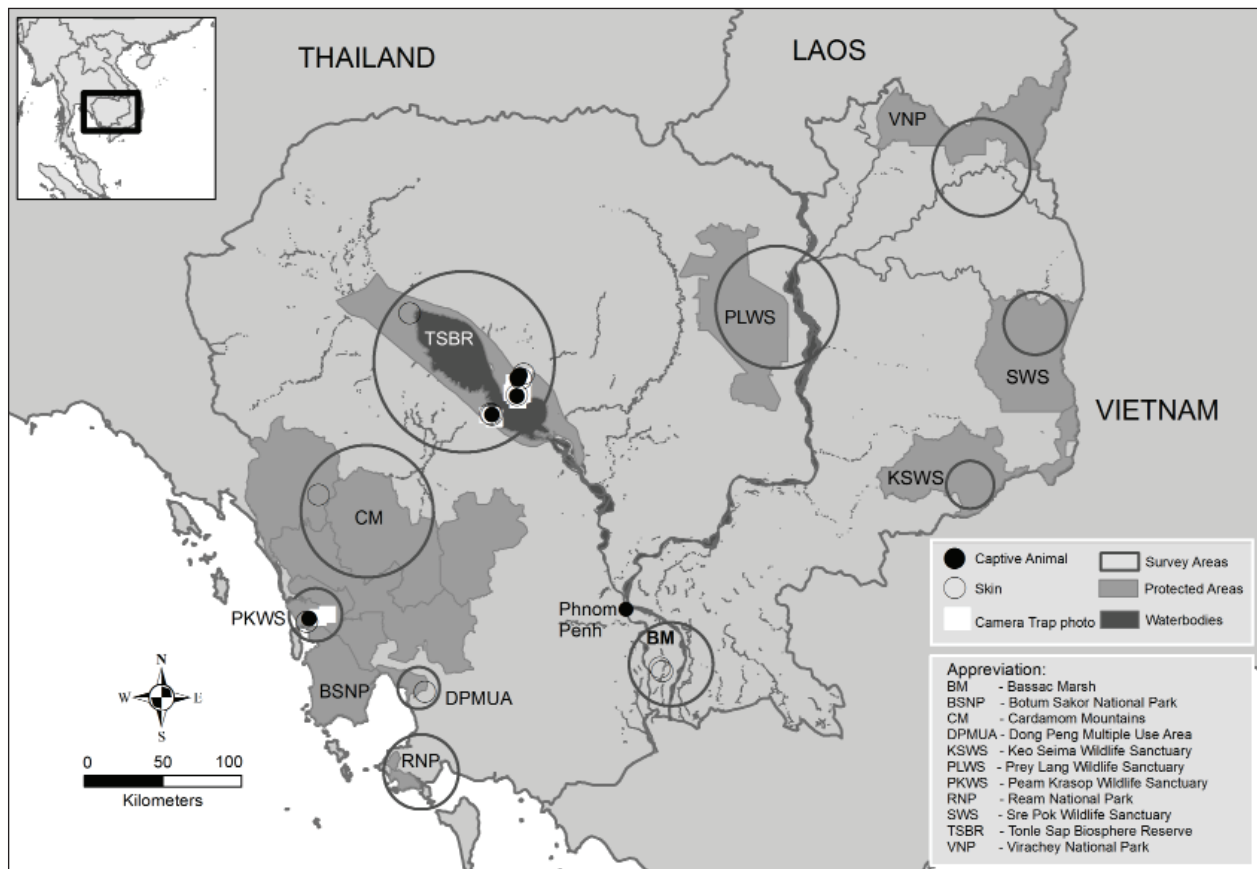 THAILAND
LAOS
VNP
PLWS
TSBR
SWS
VIETNAM
KSWS
CM
PKWS
Phnom
Penh
BM
BSNP
DPMUA
RNP
N
W E
S
0 50 100
Kilometers
Captive Animal
Skin
Camera Trap photo
Survey Areas
Protected Areas
Waterbodies
Appreviation:
BM - Bassac Marsh
BSNP - Botum Sakor National Park
CM - Cardamom Mountains
DPMUA - Dong Peng Multiple Use Area
KSWS - Keo Seima Wildlife Sanctuary
PLWS - Prey Lang Wildlife Sanctuary
PKWS - Peam Krasop Wildlife Sanctuary
RNP - Ream National Park
SWS - Sre Pok Wildlife Sanctuary
TSBR - Tonle Sap Biosphere Reserve
VNP - Virachey National Park